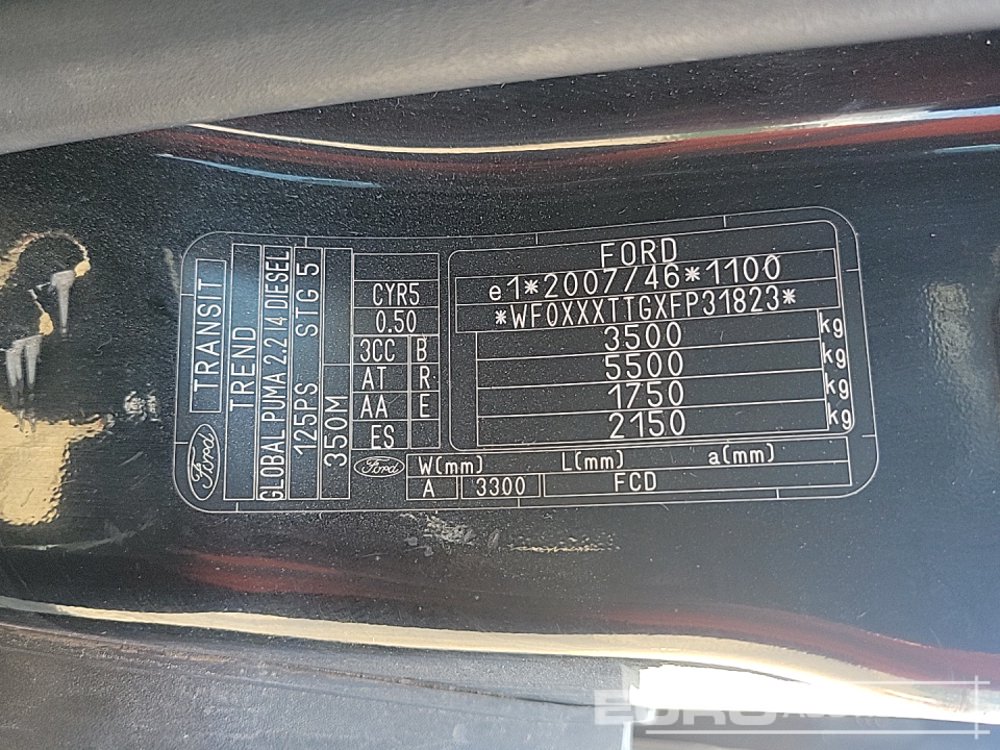 FORD
e1*2007/46*1100
*WF0XXXTTGXFP31823*
3500 kg
5500 kg
1750 kg
2150 kg
TRANSIT
TREND
GLOBAL PUMA 2.2 I4 DIESEL
125PS STG 5
350M
CYR5
0.50
3CC B
AT R
AA E
ES
Ford
Ford
W(mm) L(mm) a(mm)
A 3300 FCD